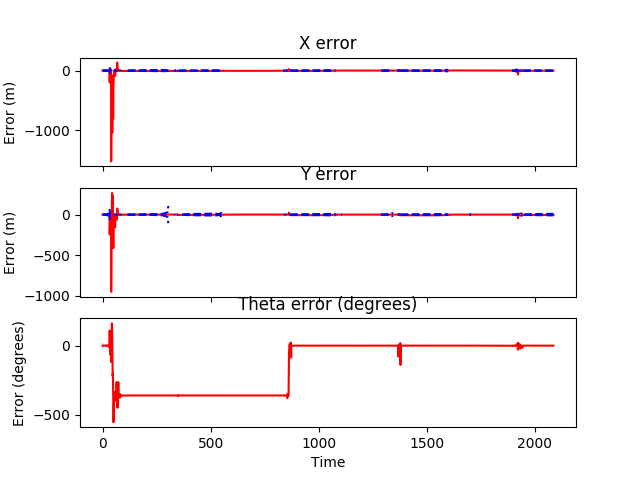 X error
0
−1000
Error (m)
Y error
0
−500
−1000
Error (m)
Theta error (degrees)
0
−500
Error (degrees)
0 500 1000 1500 2000
Time